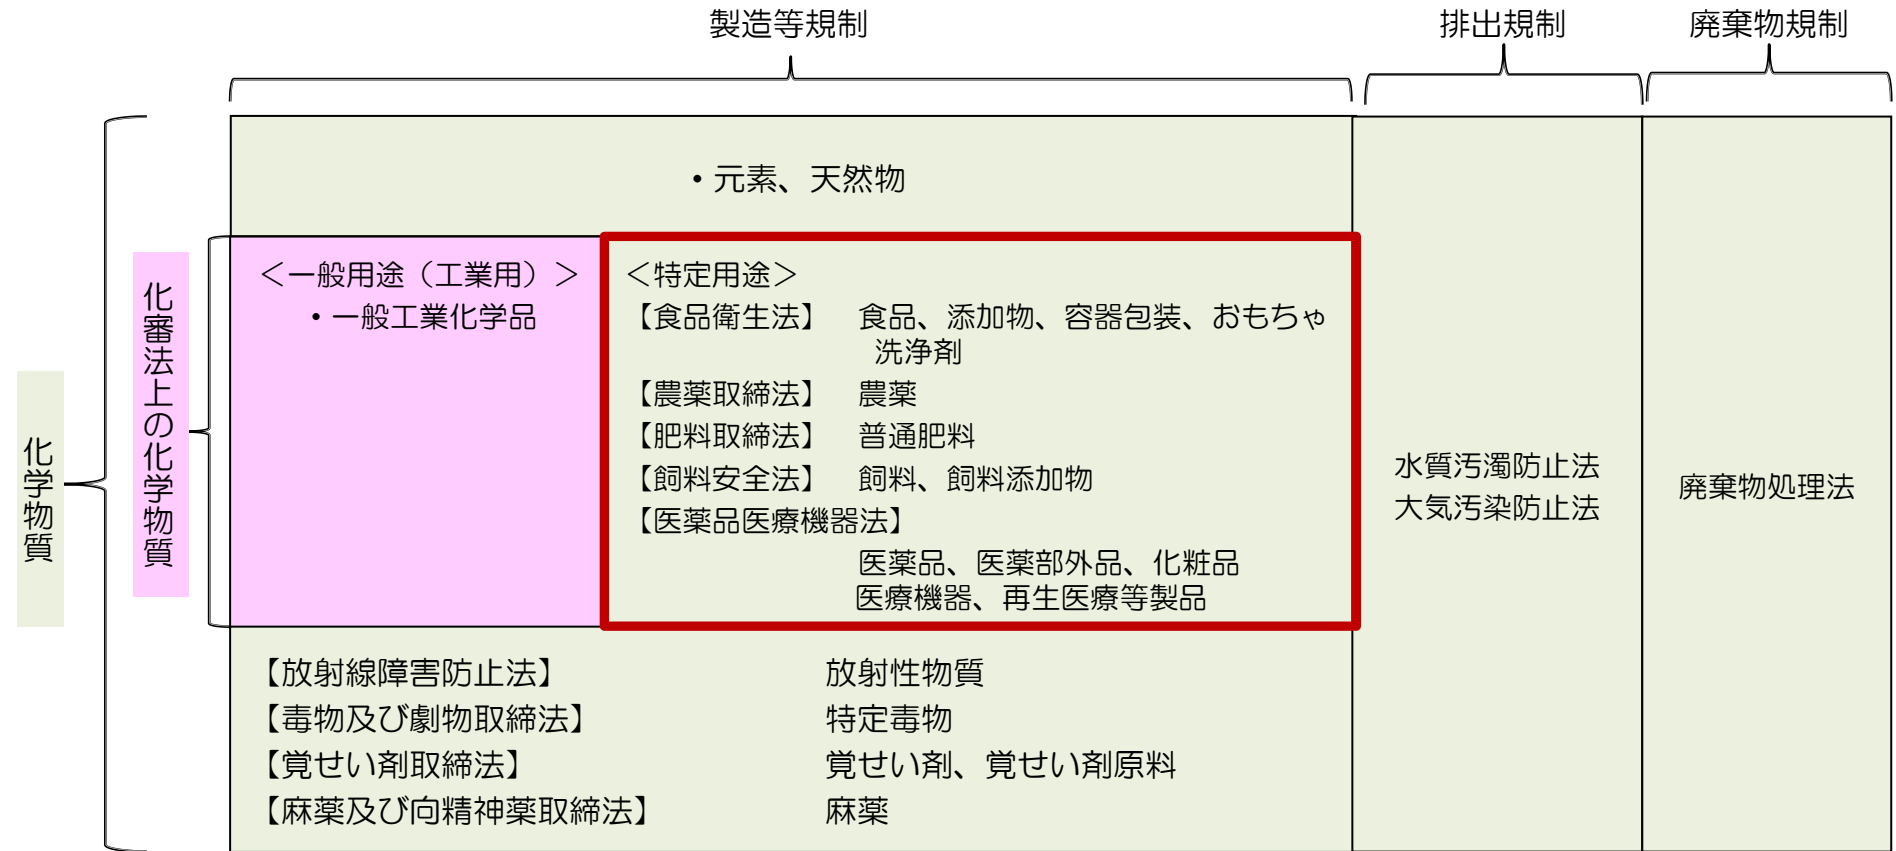 製造等規制
排出規制
廃棄物規制
化学物質
化審法上の化学物質
・元素、天然物
＜一般用途（工業用）＞
・一般工業化学品
＜特定用途＞
【食品衛生法】 食品、添加物、容器包装、おもちゃ
洗浄剤
【農薬取締法】 農薬
【肥料取締法】 普通肥料
【飼料安全法】 飼料、飼料添加物
【医薬品医療機器法】
医薬品、医薬部外品、化粧品
医療機器、再生医療等製品
【放射線障害防止法】 放射性物質
【毒物及び劇物取締法】 特定毒物
【覚せい剤取締法】 覚せい剤、覚せい剤原料
【麻薬及び向精神薬取締法】 麻薬
水質汚濁防止法
大気汚染防止法
廃棄物処理法